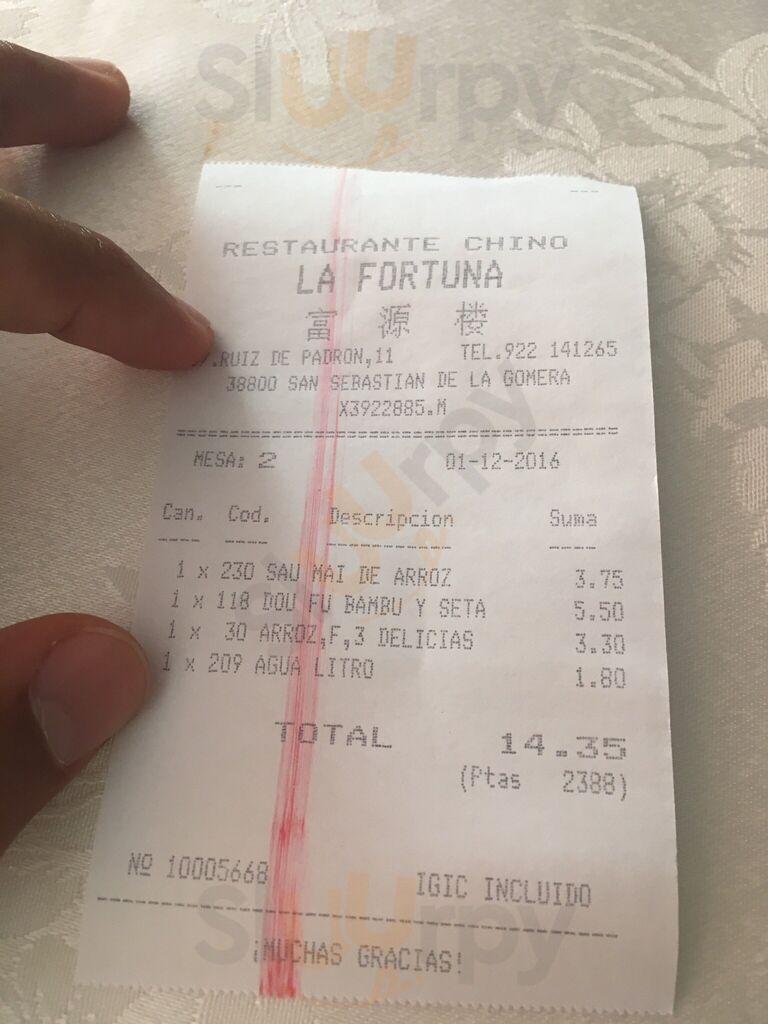 Sluurpy
RESTAURANTE CHINO
LA FORTUNA
富 源 楼
.RUIZ DE PADRON,11 TEL.922 141265
38800 SAN SEBASTIAN DE LA GOMERA
X3922885.M
MESA: 2 01-12-2016
Can. Cod. Descripcion Suma
1 x 230 SAU MAI DE ARROZ 3.75
1 x 118 DOU FU BAMBU Y SETA 5.50
1 x 30 ARROZ,F,3 DELICIAS 3.30
1 x 209 AGUA LITRO 1.80
TOTAL 14.35
(Ptas 2388)
Nº 10005668 IGIC INCLUIDO
Sluurpy
¡MUCHAS GRACIAS!